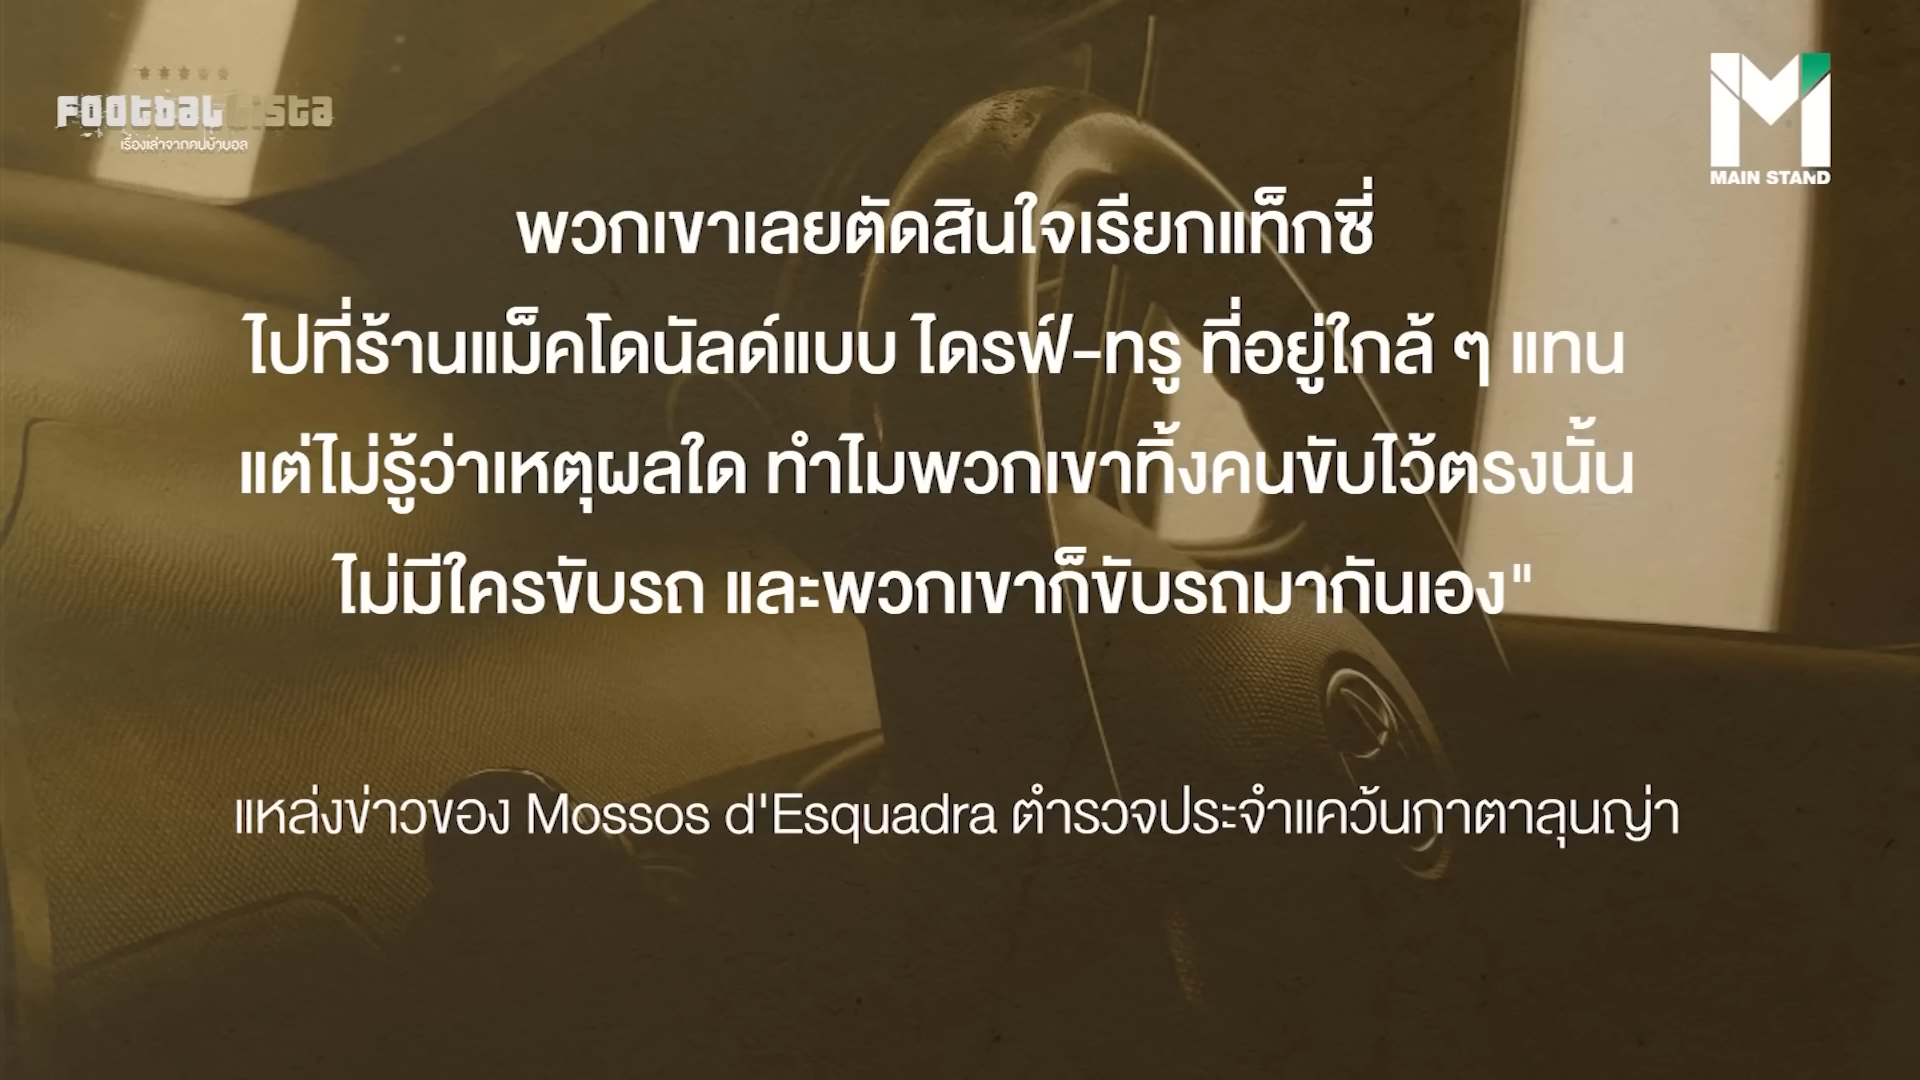 FOOtbaLLista
เรื่องเล่าจากคนบ้าบอล
MAIN STAND
พวกเขาเลยตัดสินใจเรียกแท็กซี่
ไปที่ร้านแม็คโดนัลด์แบบ ไดรฟ์-ทรู ที่อยู่ใกล้ ๆ แทน
แต่ไม่รู้ว่าเหตุผลใด ทำไมพวกเขาทิ้งคนขับไว้ตรงนั้น
ไม่มีใครขับรถ และพวกเขาก็ขับรถมากันเอง"
แหล่งข่าวของ Mossos d'Esquadra ตำรวจประจำแคว้นกาตาลุนญ่า